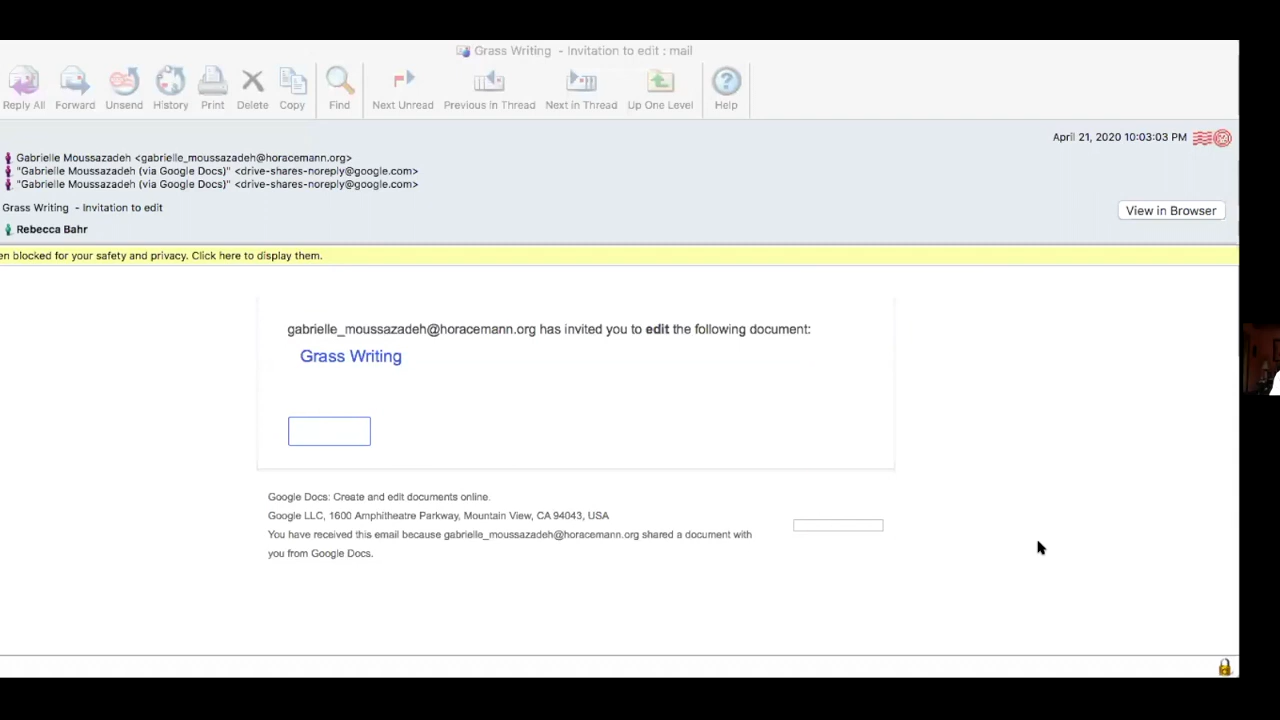 Grass Writing - Invitation to edit : mail
Reply All Forward Unsend History Print Delete Copy Find Next Unread Previous In Thread Next in Thread Up One Level Help
April 21, 2020 10:03:03 PM
Gabrielle Moussazadeh <gabrielle_moussazadeh@horacemann.org>
"Gabrielle Moussazadeh (via Google Docs)" <drive-shares-noreply@google.com>
"Gabrielle Moussazadeh (via Google Docs)" <drive-shares-noreply@google.com>
Grass Writing - Invitation to edit
View in Browser
Rebecca Bahr
en blocked for your safety and privacy. Click here to display them.
gabrielle_moussazadeh@horacemann.org has invited you to edit the following document:
Grass Writing
Google Docs: Create and edit documents online.
Google LLC, 1600 Amphitheatre Parkway, Mountain View, CA 94043, USA
You have received this email because gabrielle_moussazadeh@horacemann.org shared a document with
you from Google Docs.